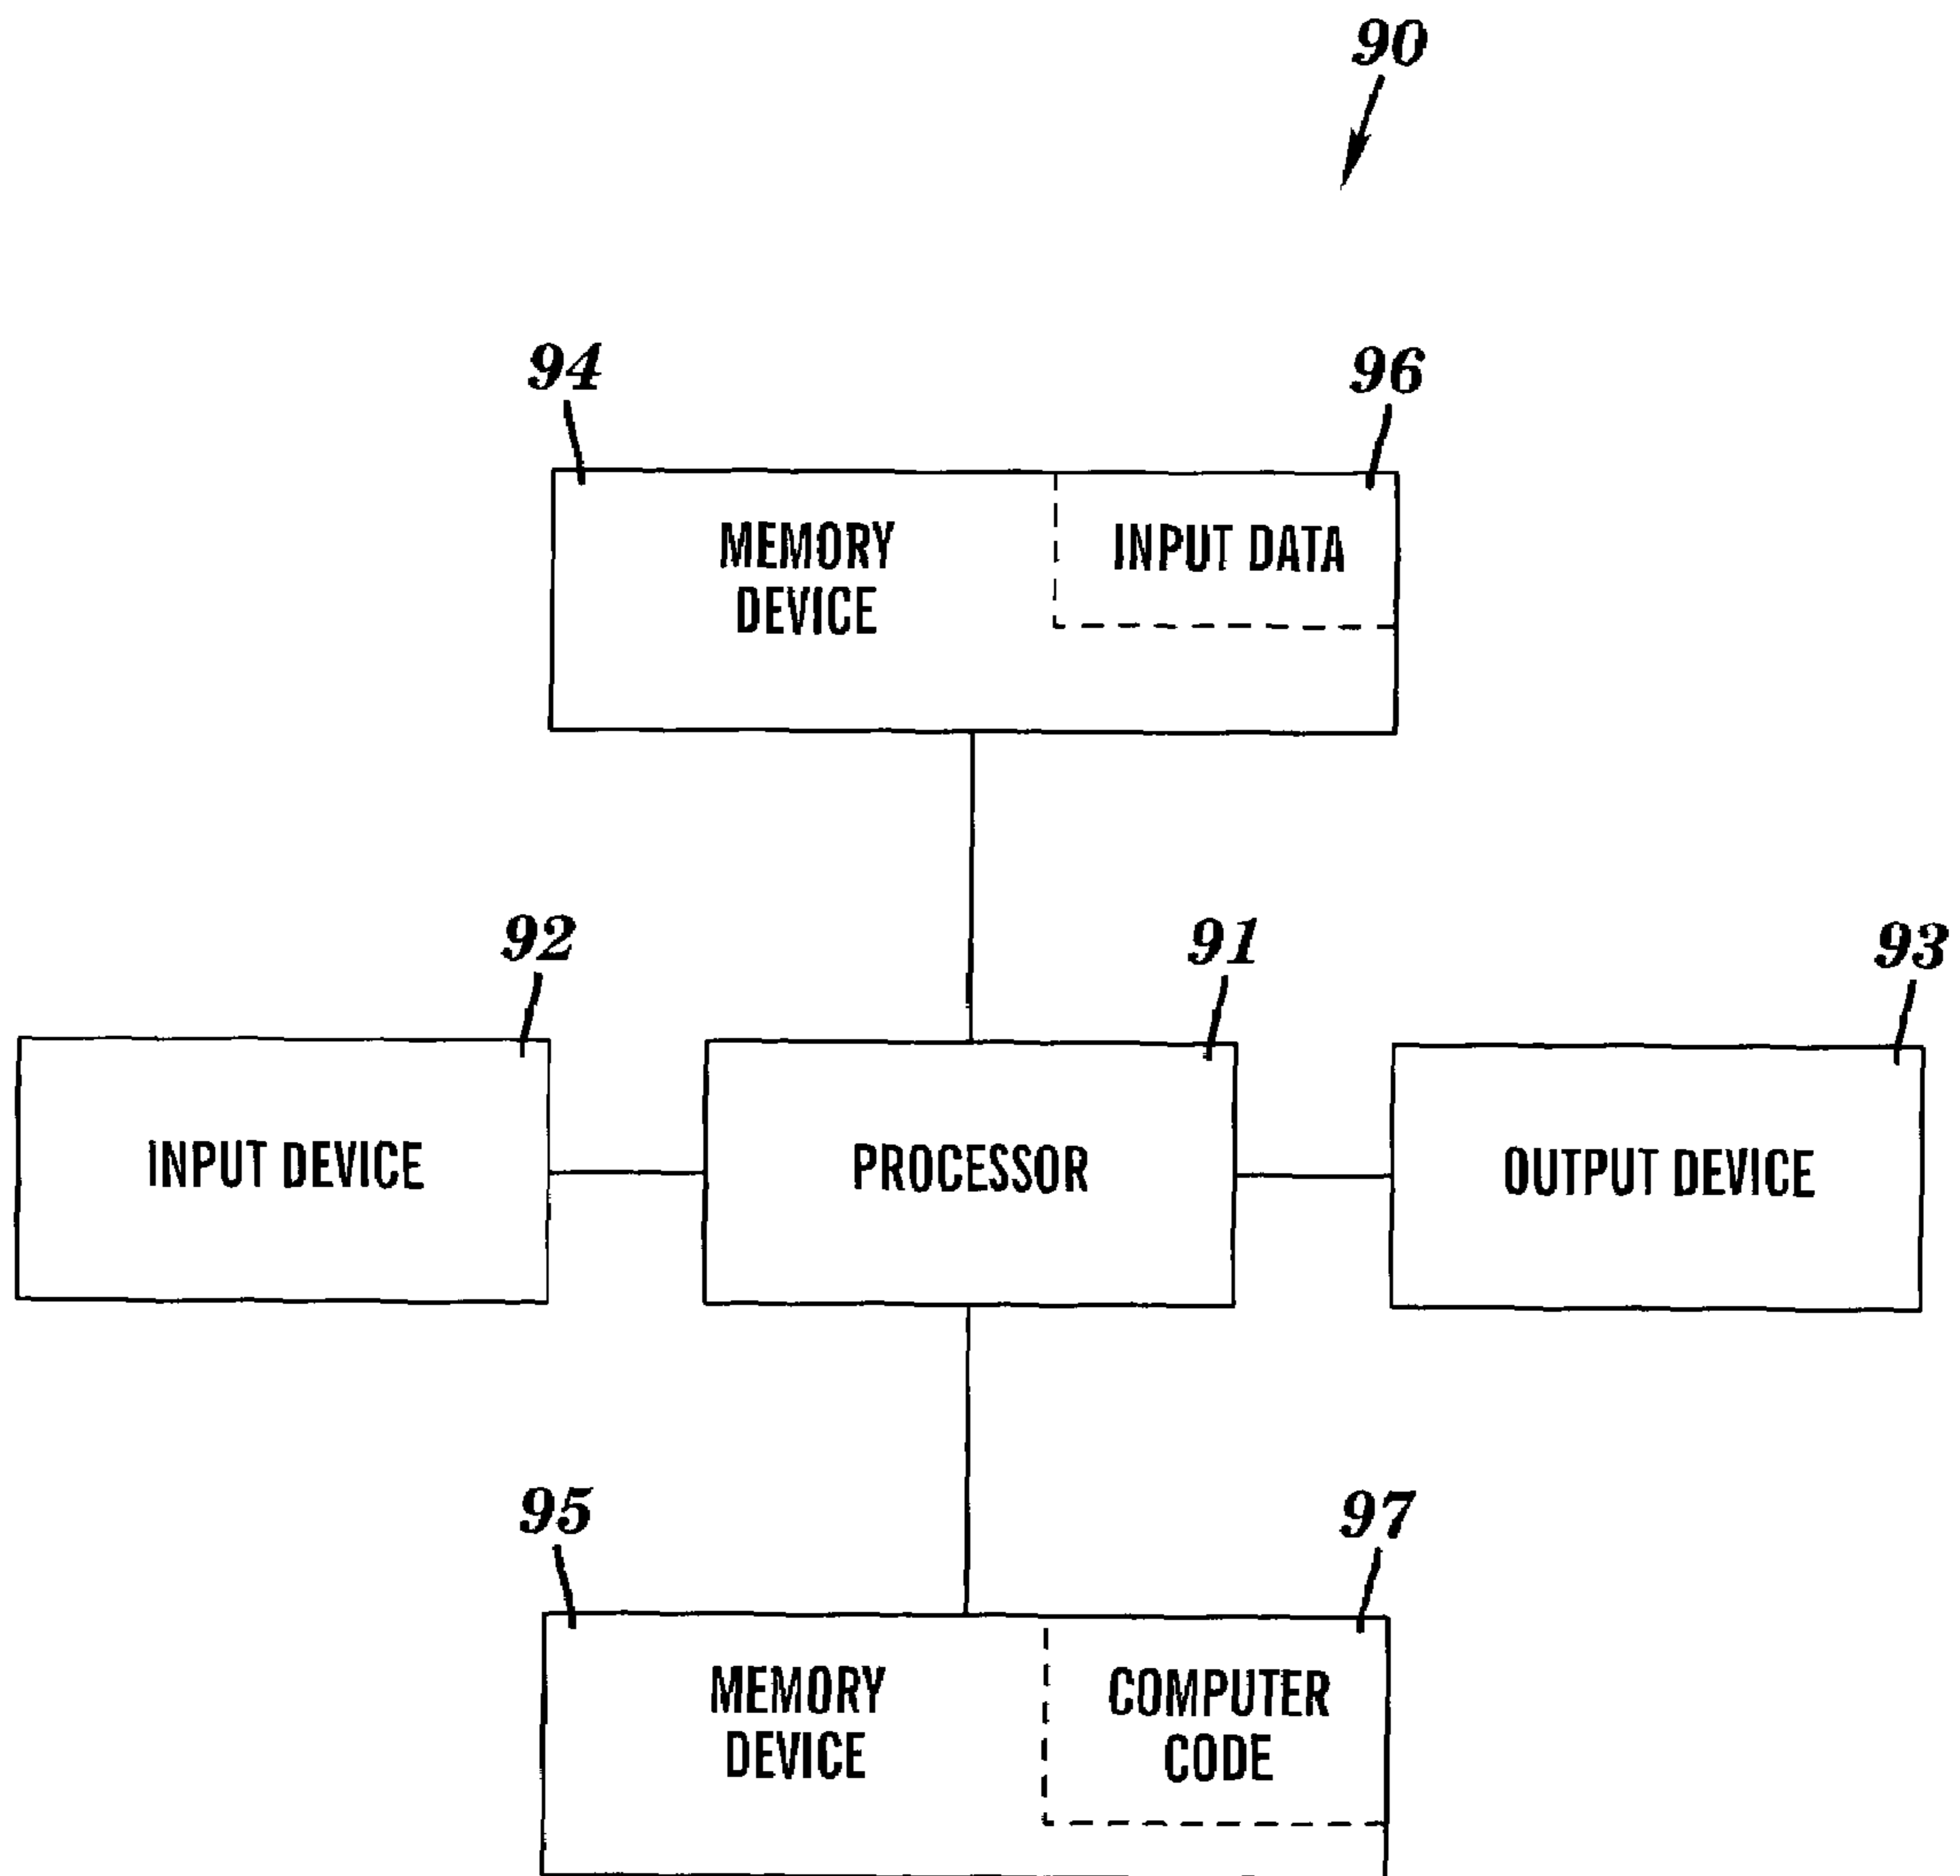 90
94
96
MEMORY
DEVICE
INPUT DATA
92
91
93
INPUT DEVICE
PROCESSOR
OUTPUT DEVICE
95
97
MEMORY
DEVICE
COMPUTER
CODE